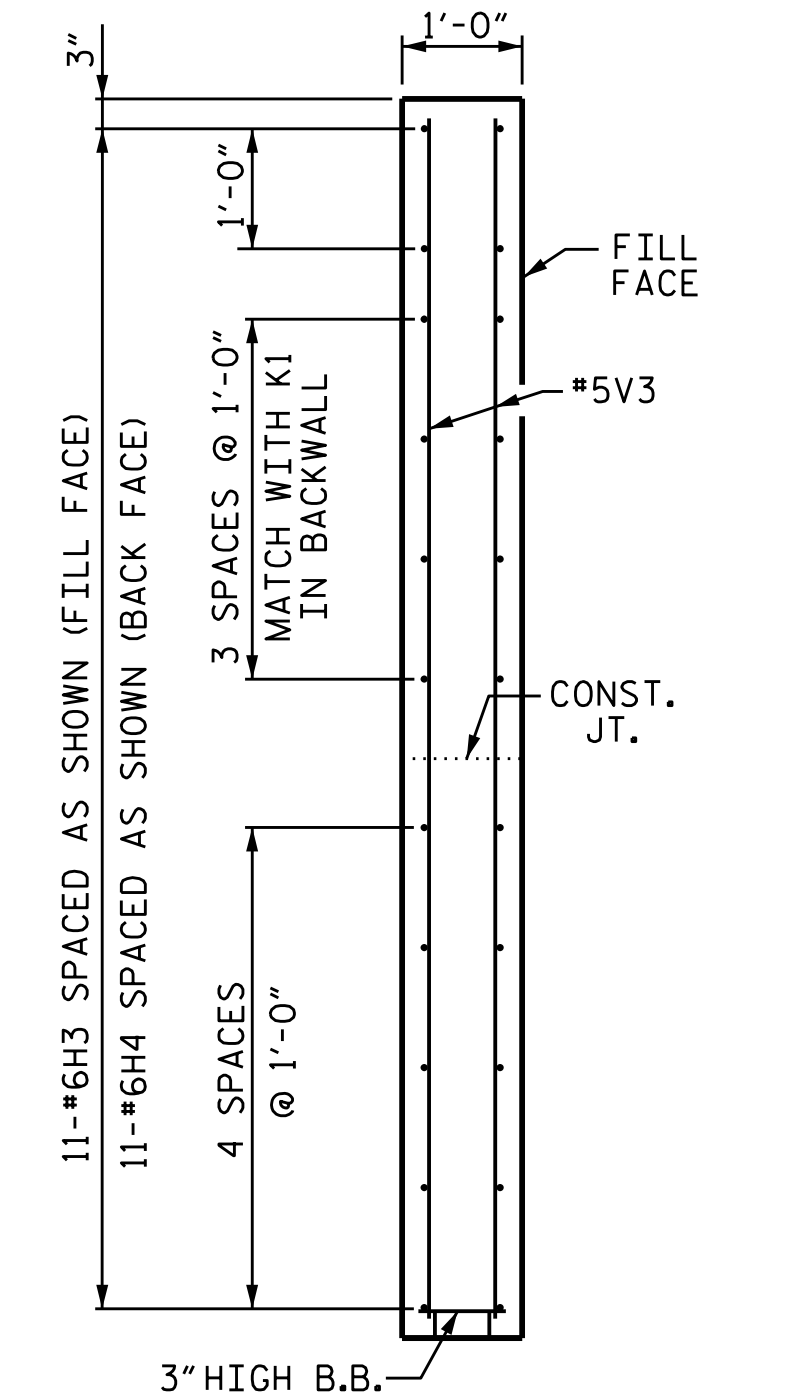 1'-0"
3"
1'-0"
FILL
FACE
3 SPACES @ 1'-0"
MATCH WITH K1
IN BACKWALL
#5V3
11-#6H3 SPACED AS SHOWN (FILL FACE)
11-#6H4 SPACED AS SHOWN (BACK FACE)
CONST.
JT.
4 SPACES
@ 1'-0"
3" HIGH B.B.